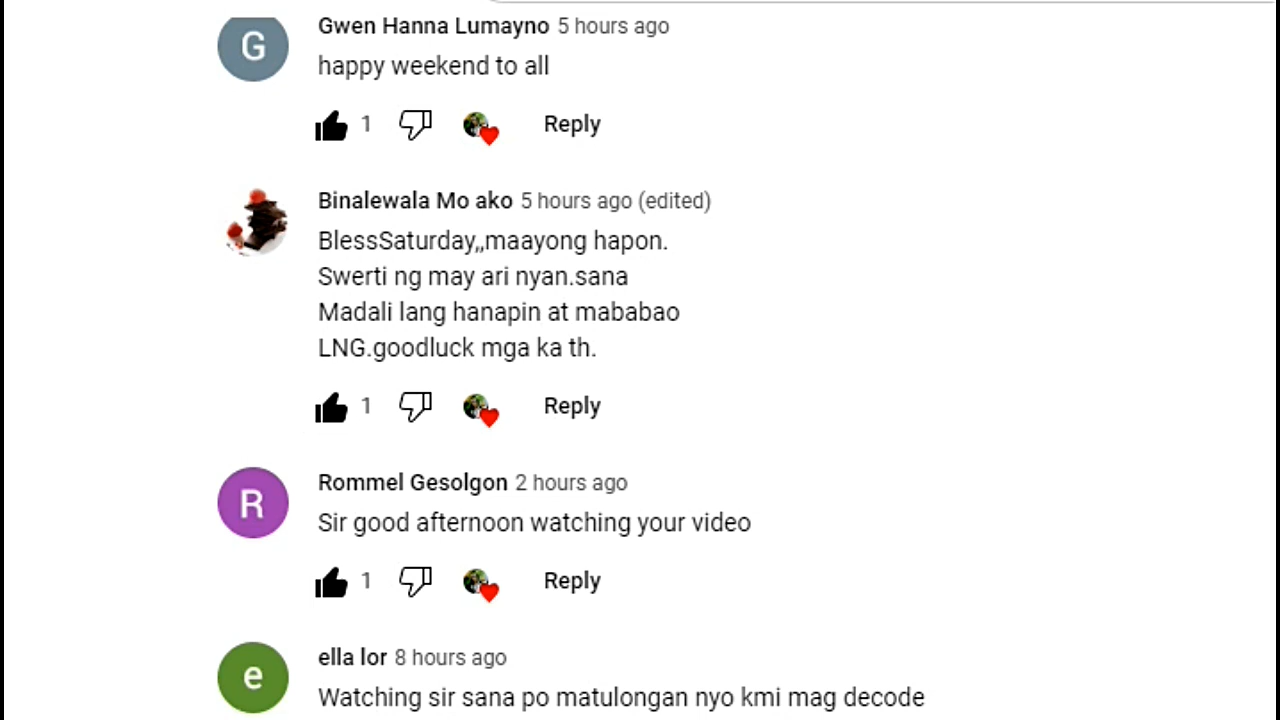 G
Gwen Hanna Lumayno 5 hours ago
happy weekend to all
1 Reply
Binalewala Mo ako 5 hours ago (edited)
BlessSaturday,,maayong hapon.
Swerti ng may ari nyan.sana
Madali lang hanapin at mababao
LNG.goodluck mga ka th.
1 Reply
R
Rommel Gesolgon 2 hours ago
Sir good afternoon watching your video
1 Reply
e
ella lor 8 hours ago
Watching sir sana po matulongan nyo kmi mag decode